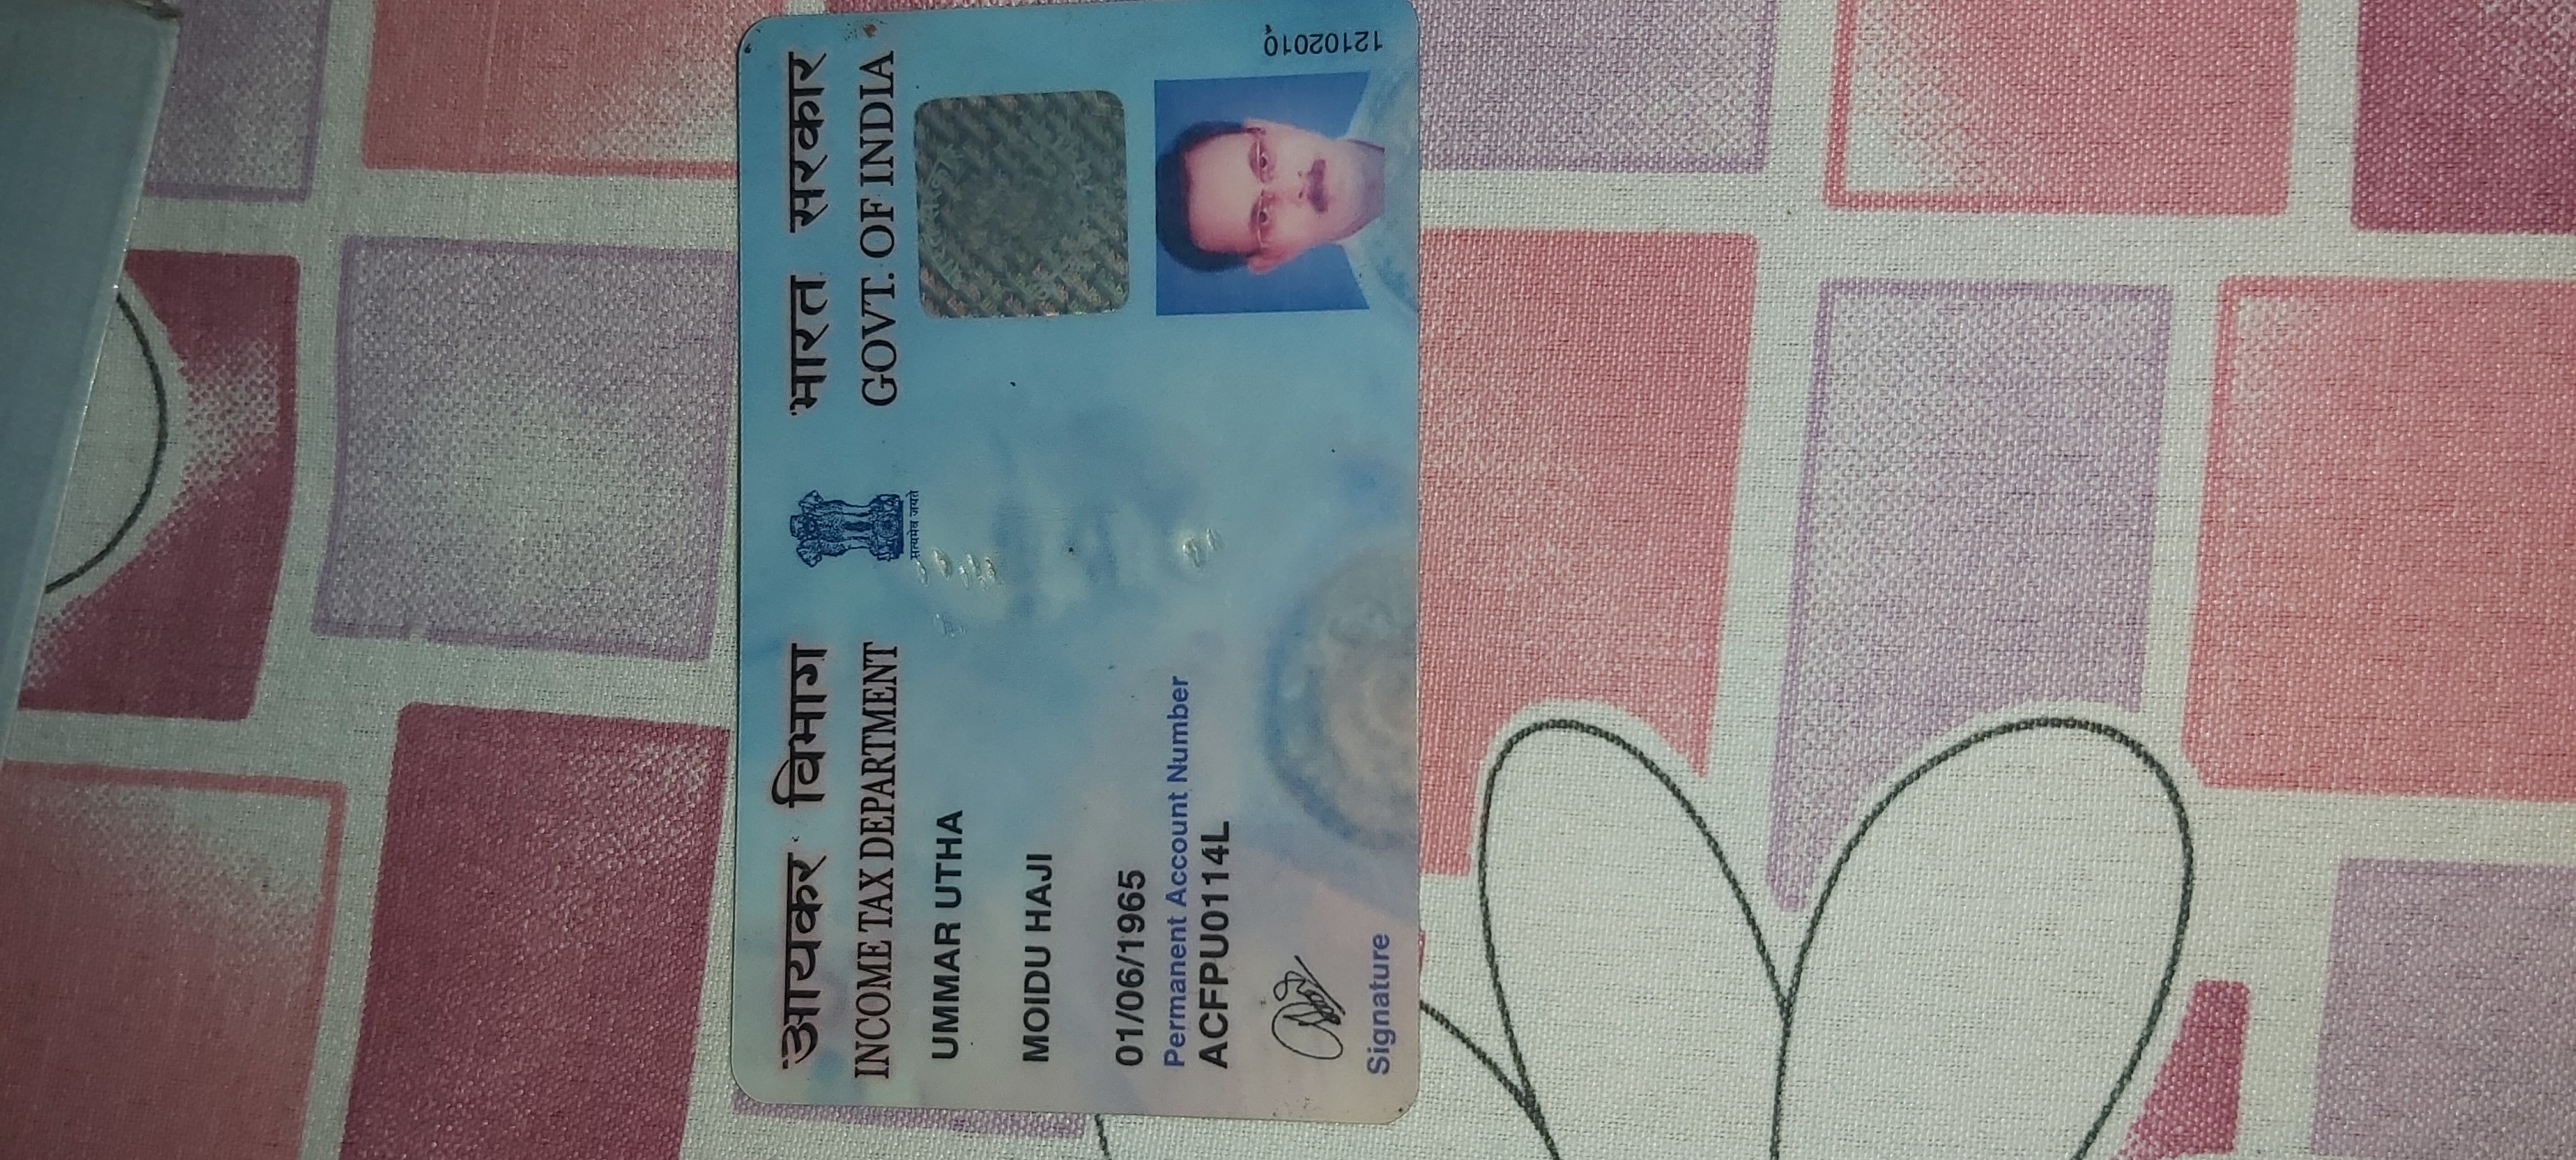 आयकर विभाग
INCOME TAX DEPARTMENT
सत्यमेव जयते
भारत सरकार
GOVT. OF INDIA
UMMAR UTHA
MOIDU HAJI
01/06/1965
Permanent Account Number
ACFPU0114L
Signature
12102010